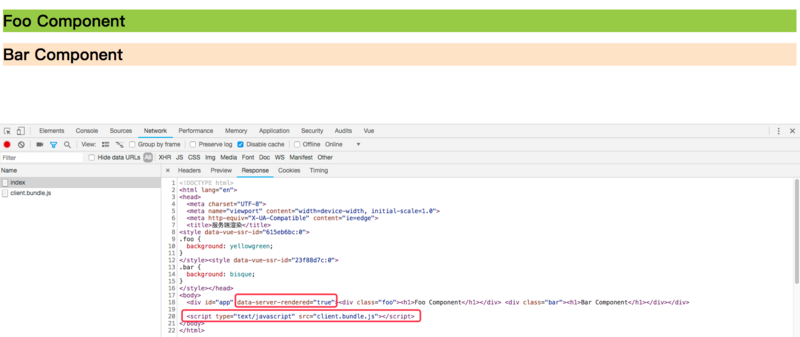 Foo Component
Bar Component
Elements Console Sources Network Performance Memory Application Security Audits Vue
View: Group by frame Preserve log Disable cache Offline Online
Filter Hide data URLs All XHR JS CSS Img Media Font Doc WS Manifest Other
Name × Headers Preview Response Cookies Timing
index
client.bundle.js
1 <!DOCTYPE html>
2 <html lang="en">
3 <head>
4 <meta charset="UTF-8">
5 <meta name="viewport" content="width=device-width, initial-scale=1.0">
6 <meta http-equiv="X-UA-Compatible" content="ie=edge">
7 <title>服务端渲染</title>
8 <style data-vue-ssr-id="615eb6bc:0">
9 .foo {
10 background: yellowgreen;
11 }
12 </style><style data-vue-ssr-id="23f88d7c:0">
13 .bar {
14 background: bisque;
15 }
16 </style></head>
17 <body>
18 <div id="app" data-server-rendered="true"><div class="foo"><h1>Foo Component</h1></div> <div class="bar"><h1>Bar Component</h1></div></div>
19
20 <script type="text/javascript" src="client.bundle.js"></script>
21 </body>
22 </html>